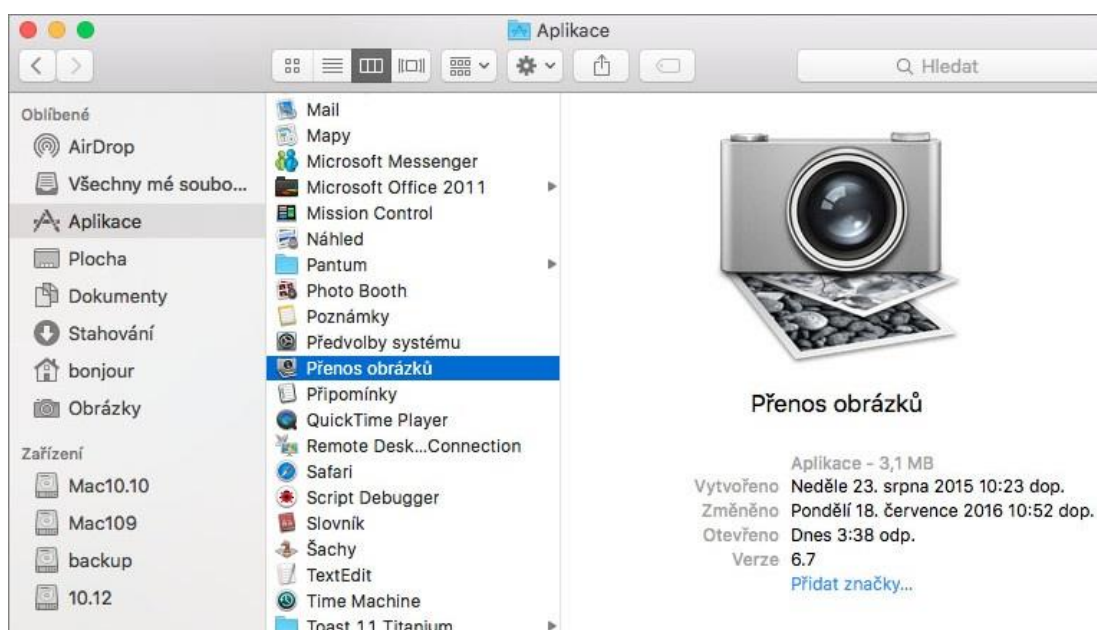 Aplikace
Hledat
Oblíbené
AirDrop
Všechny mé soubo...
Aplikace
Plocha
Dokumenty
Stahování
bonjour
Obrázky
Zařízení
Mac10.10
Mac109
backup
10.12
Mail
Mapy
Microsoft Messenger
Microsoft Office 2011
Mission Control
Náhled
Pantum
Photo Booth
Poznámky
Předvolby systému
Přenos obrázků
Připomínky
QuickTime Player
Remote Desk...Connection
Safari
Script Debugger
Slovník
Šachy
TextEdit
Time Machine
Toast 11 Titanium
Přenos obrázků
Aplikace – 3,1 MB
Vytvořeno Neděle 23. srpna 2015 10:23 dop.
Změněno Pondělí 18. července 2016 10:52 dop.
Otevřeno Dnes 3:38 odp.
Verze 6.7
Přidat značky...